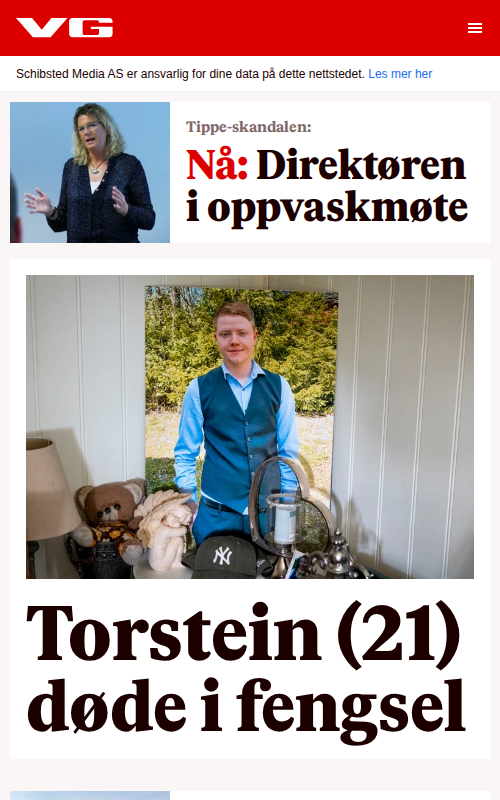 VG
Schibsted Media AS er ansvarlig for dine data på dette nettstedet. Les mer her
Tippe-skandalen:
Nå: Direktøren
i oppvaskmøte
NY
Torstein (21)
døde i fengsel